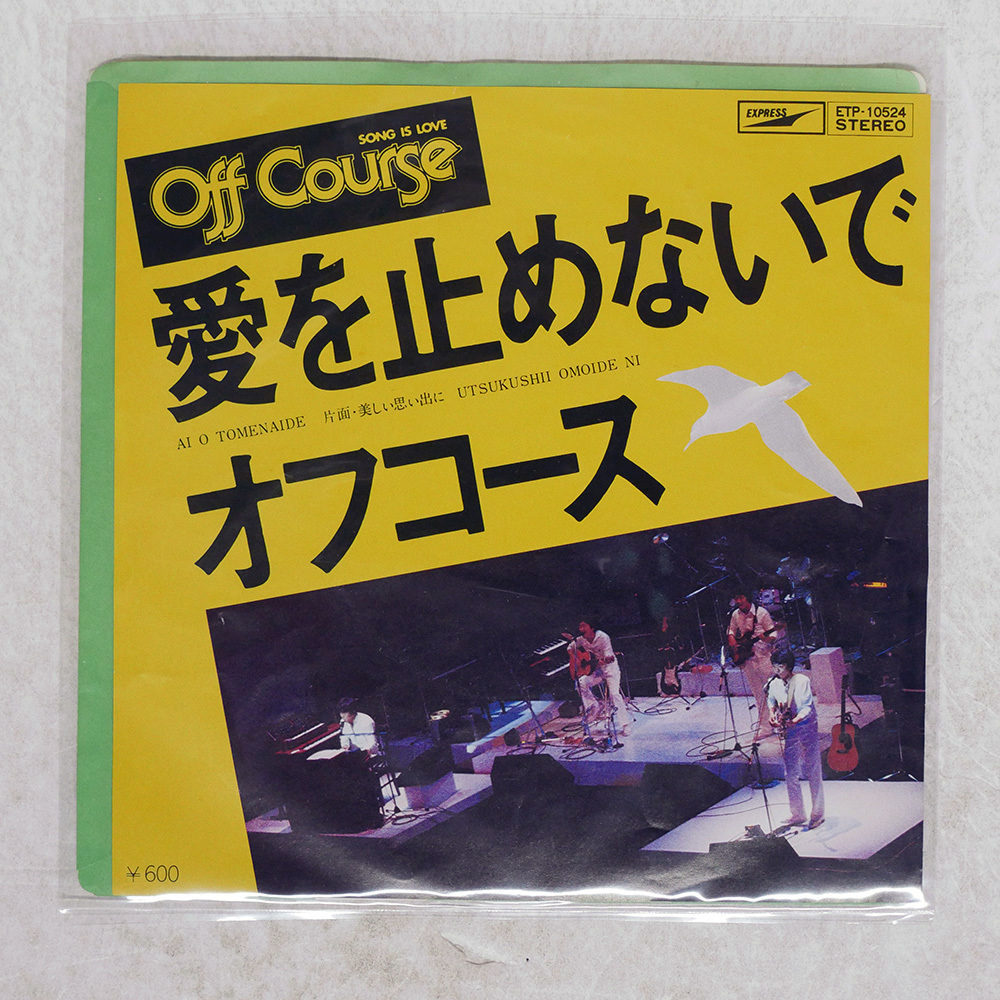 SONG IS LOVE
Off Course
EXPRESS
ETP-10524
STEREO
愛を止めないで
AI O TOMENAIDE 片面・美しい思い出に UTSUKUSHII OMOIDE NI
オフコース
¥600